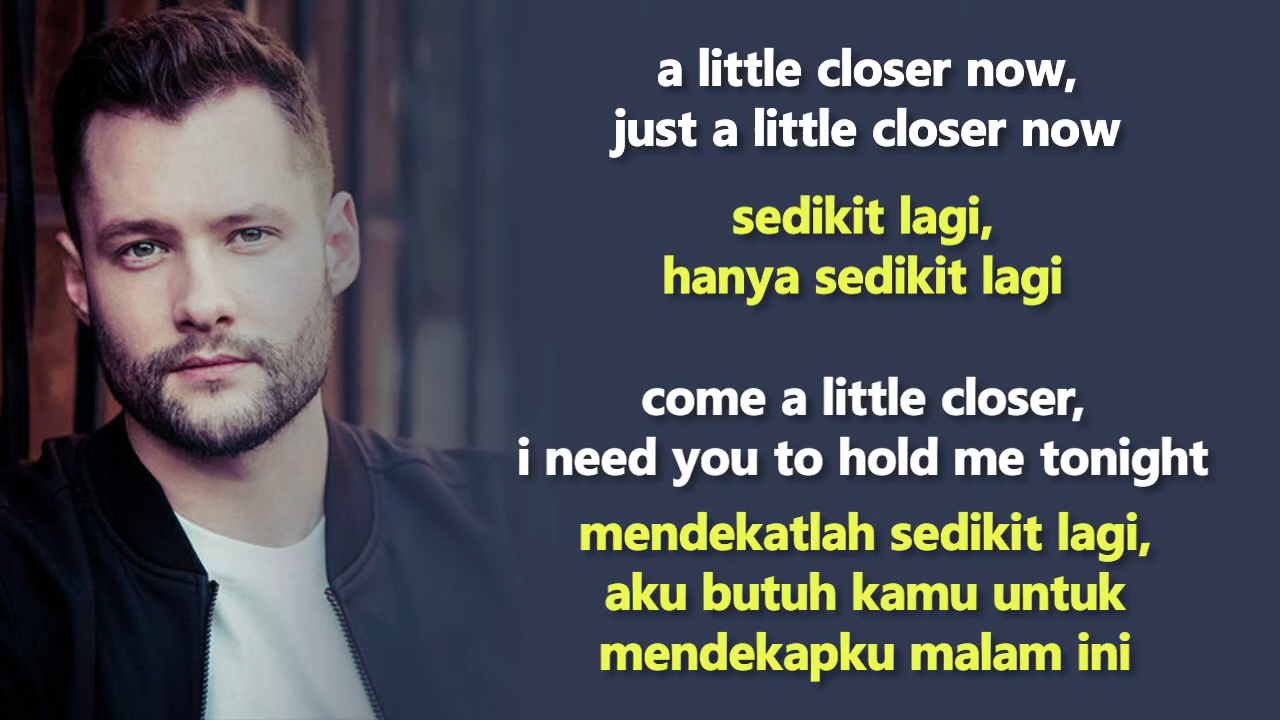 a little closer now,
just a little closer now
sedikit lagi,
hanya sedikit lagi
come a little closer,
i need you to hold me tonight
mendekatlah sedikit lagi,
aku butuh kamu untuk
mendekapku malam ini